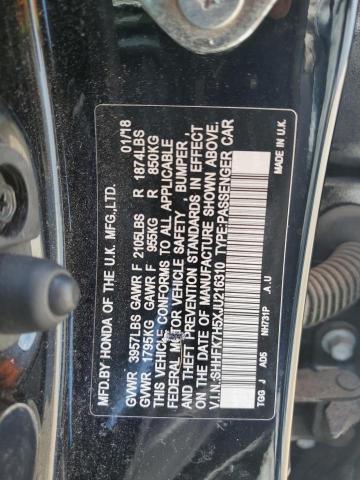 MFD.BY HONDA OF THE U.K. MFG.,LTD. 01/18
GVWR 3957LBS GAWR F 2105LBS R 1874LBS
GVWR 1795KG GAWR F 955KG R 850KG
THIS VEHICLE CONFORMS TO ALL APPLICABLE
FEDERAL MOTOR VEHICLE SAFETY, BUMPER
AND THEFT PREVENTION STANDARDS IN EFFECT
ON THE DATE OF MANUFACTURE SHOWN ABOVE.
V.I.N:SHHFK7H5XJU216310 TYPE:PASSENGER CAR
TGG J AD5 NH731P A.U MADE IN U.K.